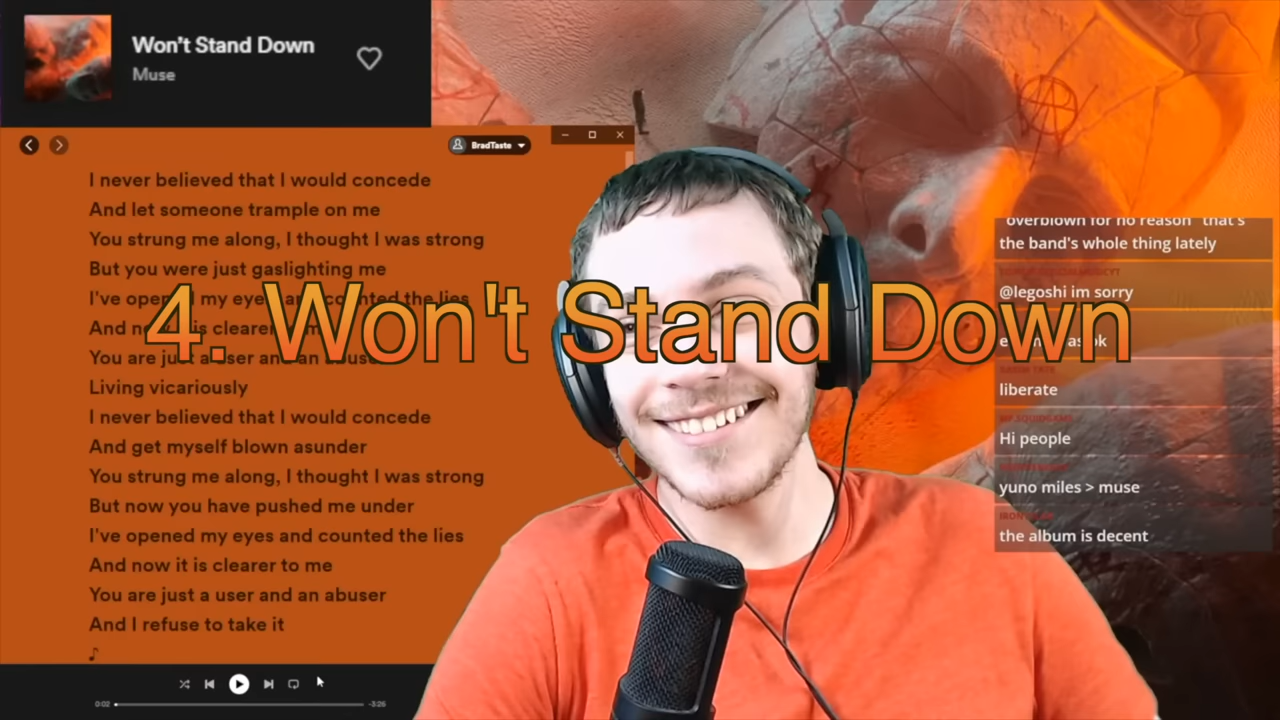 Won't Stand Down
Muse
BradTaste
I never believed that I would concede
And let someone trample on me
You strung me along, I thought I was strong
But you were just gaslighting me
I've opened my eyes and counted the lies
And now it is clearer to me
You are just a user and an abuser
Living vicariously
I never believed that I would concede
And get myself blown asunder
You strung me along, I thought I was strong
But now you have pushed me under
I've opened my eyes and counted the lies
And now it is clearer to me
You are just a user and an abuser
And I refuse to take it
4. Won't Stand Down
"overblown for no reason" that's
the band's whole thing lately
@legoshi im sorry
ok
liberate
Hi people
yuno miles > muse
the album is decent
0:02
-3:26